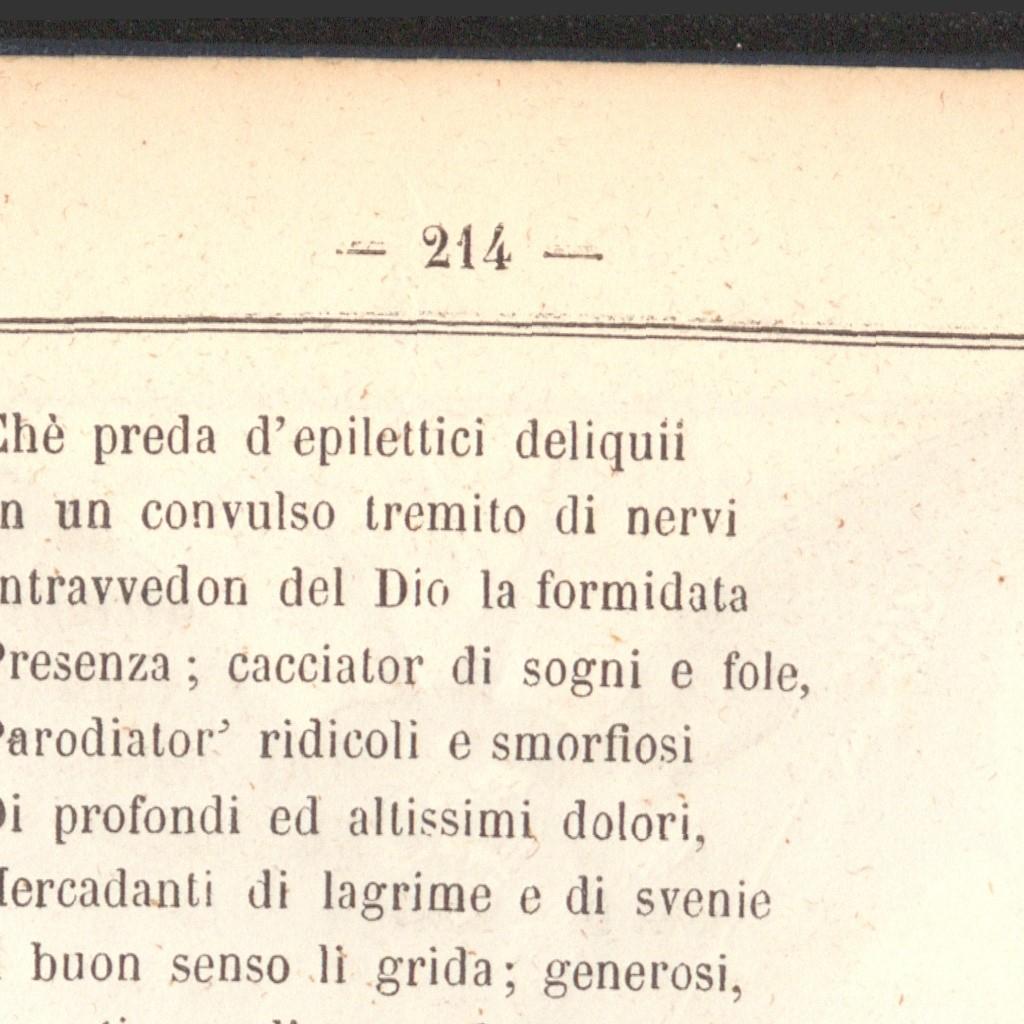 — 214 —
Chè preda d'epilettici deliquii
un convulso tremito di nervi
ntravvedon del Dio la formidata
Presenza; cacciator di sogni e fole,
Parodiator' ridicoli e smorfiosi
Di profondi ed altissimi dolori,
Mercadanti di lagrime e di svenie
buon senso li grida; generosi,